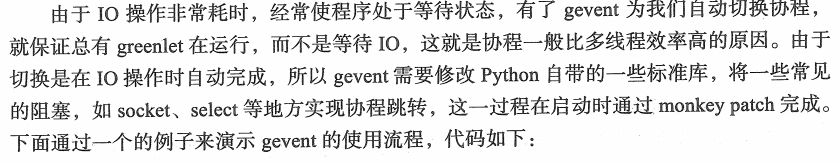 由于 IO 操作非常耗时，经常使程序处于等待状态，有了 gevent 为我们自动切换协程，
就保证总有 greenlet 在运行，而不是等待 IO，这就是协程一般比多线程效率高的原因。由于
切换是在 IO 操作时自动完成，所以 gevent 需要修改 Python 自带的一些标准库，将一些常见
的阻塞，如 socket、select 等地方实现协程跳转，这一过程在启动时通过 monkey patch 完成。
下面通过一个的例子来演示 gevent 的使用流程，代码如下：